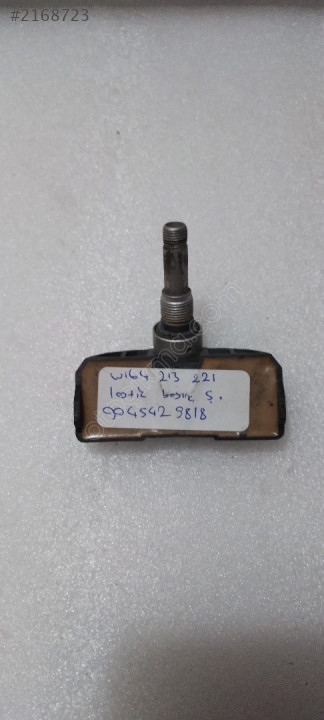 #2168723
W164 213 221
lastik basınç S.
0045429818